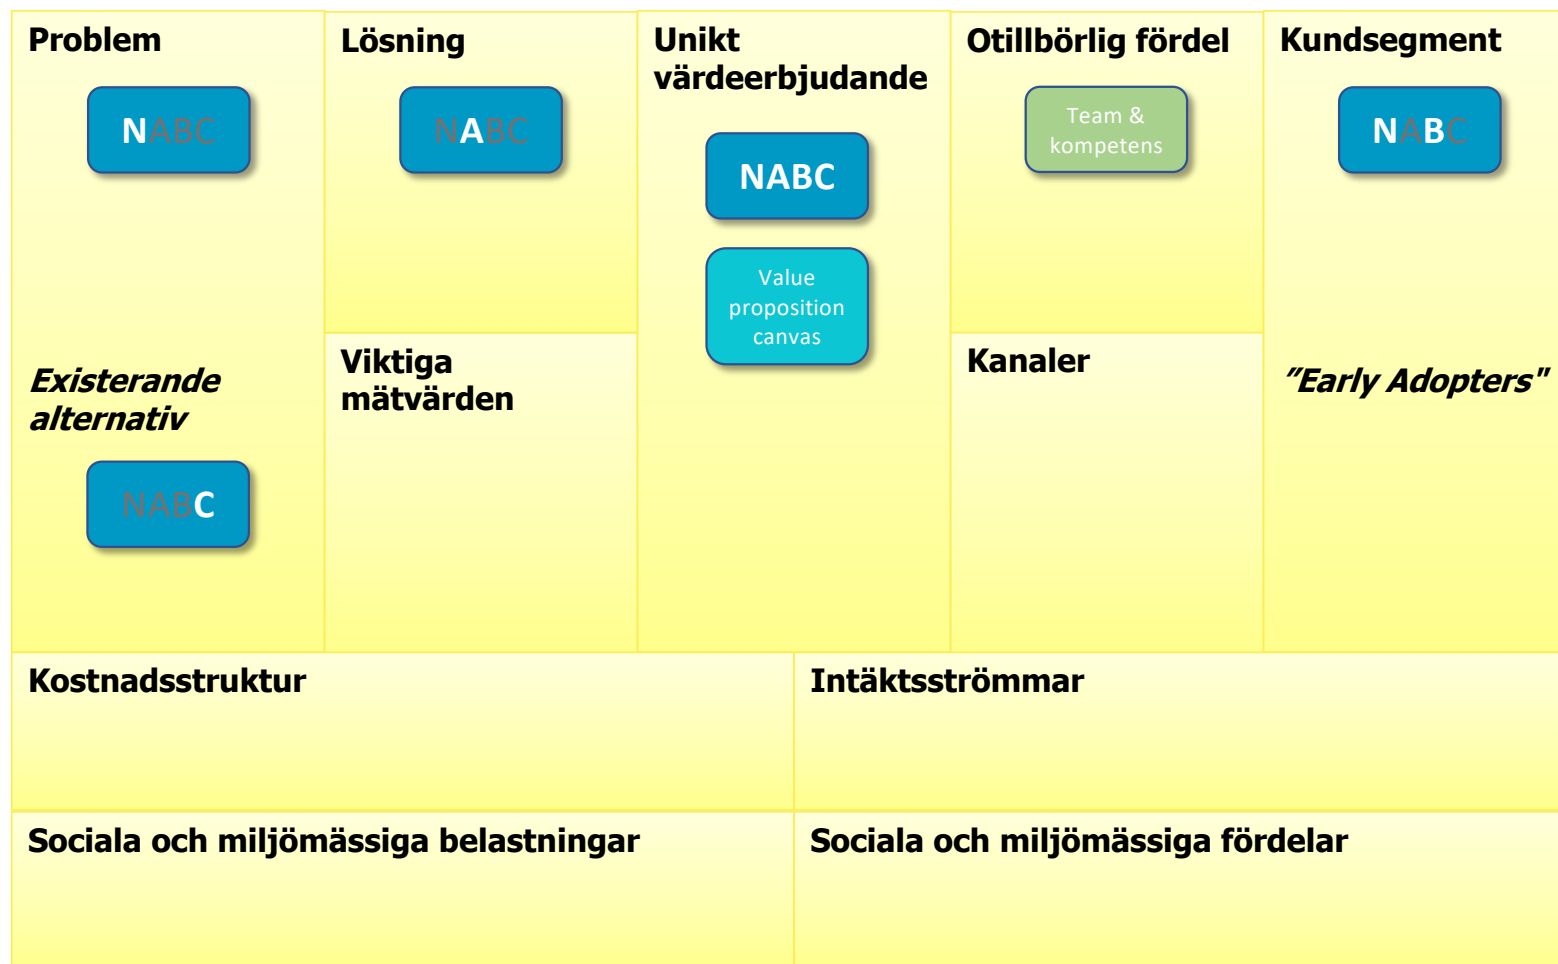 Problem
NABC
Existerande
alternativ
NABC
Lösning
NABC
Viktiga
mätvärden
Unikt
värdeerbjudande
NABC
Value
proposition
canvas
Otillbörlig fördel
Team &
kompetens
Kanaler
Kundsegment
NABC
”Early Adopters"
Kostnadsstruktur
Intäktsströmmar
Sociala och miljömässiga belastningar
Sociala och miljömässiga fördelar